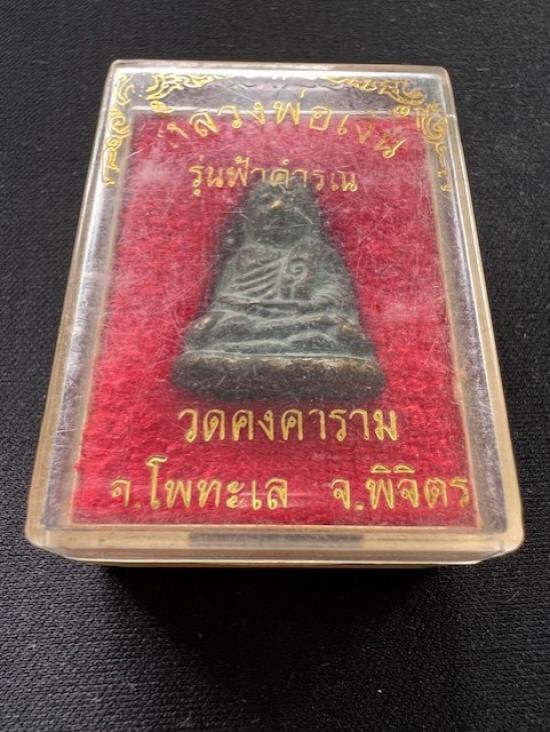 หลวงพ่อเงิน
รุ่นฟ้าคำรณ
วัดคงคาราม
อ.โพทะเล จ.พิจิตร